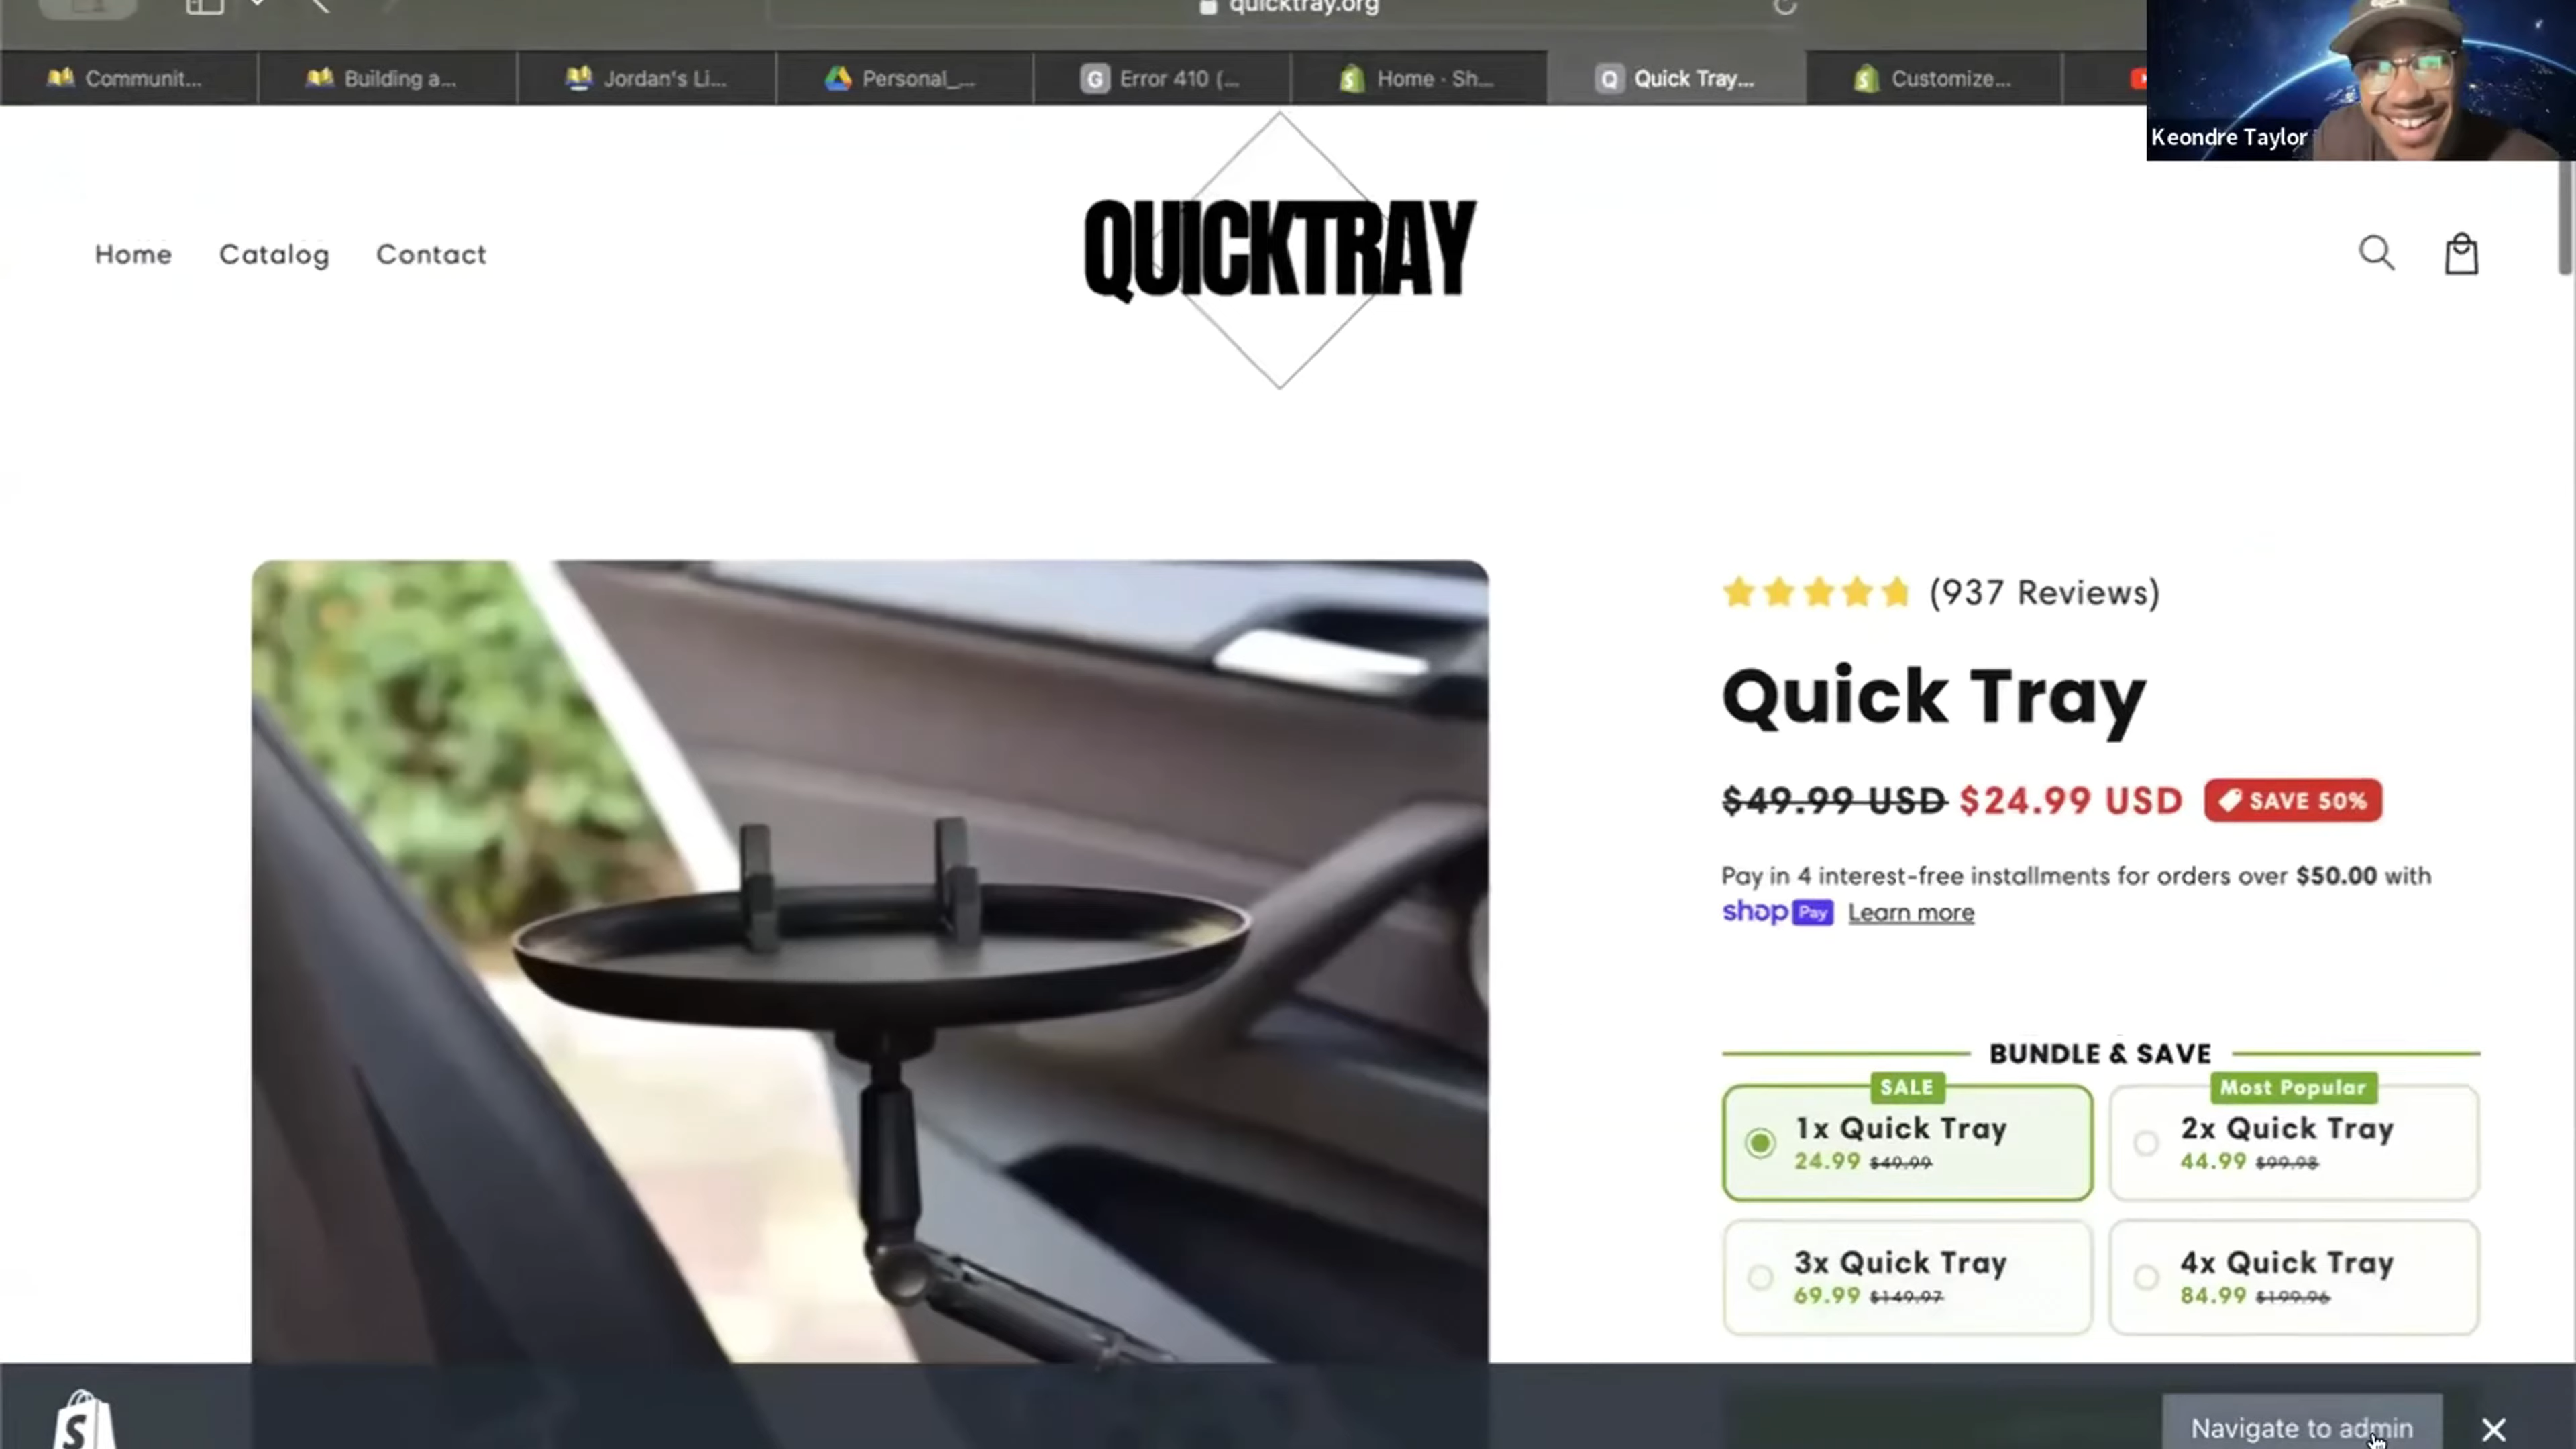 quicktray.org
Communit...
Building a...
Jordan's Li...
Personal_...
G
Error 410 (...
Home - Sh...
Q
Quick Tray...
Customize...
Keondre Taylor
Home
Catalog
Contact
QUICKTRAY
(937 Reviews)
Quick Tray
$49.99 USD $24.99 USD SAVE 50%
Pay in 4 interest-free installments for orders over $50.00 with
shop Pay Learn more
BUNDLE & SAVE
SALE
1x Quick Tray
24.99 $49.99
Most Popular
2x Quick Tray
44.99 $99.98
3x Quick Tray
69.99 $149.97
4x Quick Tray
84.99 $199.96
Navigate to admin